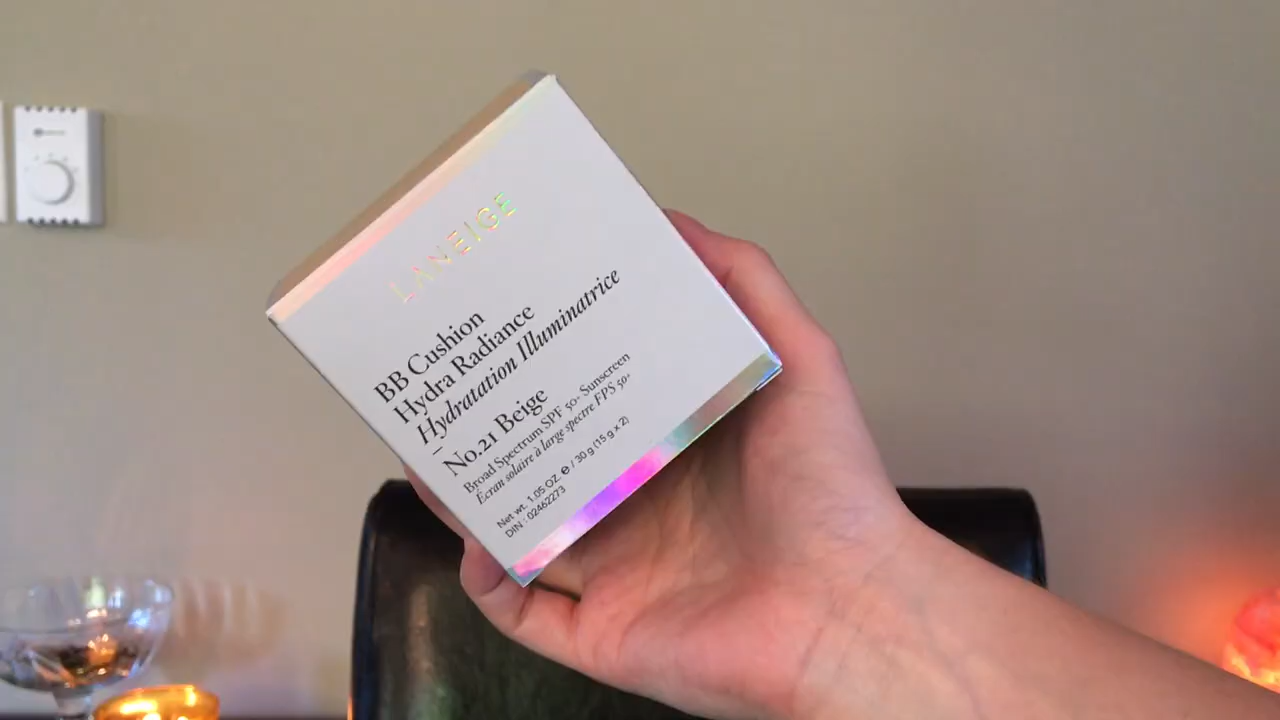 LANEIGE
BB Cushion
Hydra Radiance
Hydratation Illuminatrice
–
No.21 Beige
Broad Spectrum SPF 50+ Sunscreen
Écran solaire à large spectre FPS 50+
Net wt. 1.05 OZ. ℮ / 30 g (15 g x 2)
DIN : 02462273